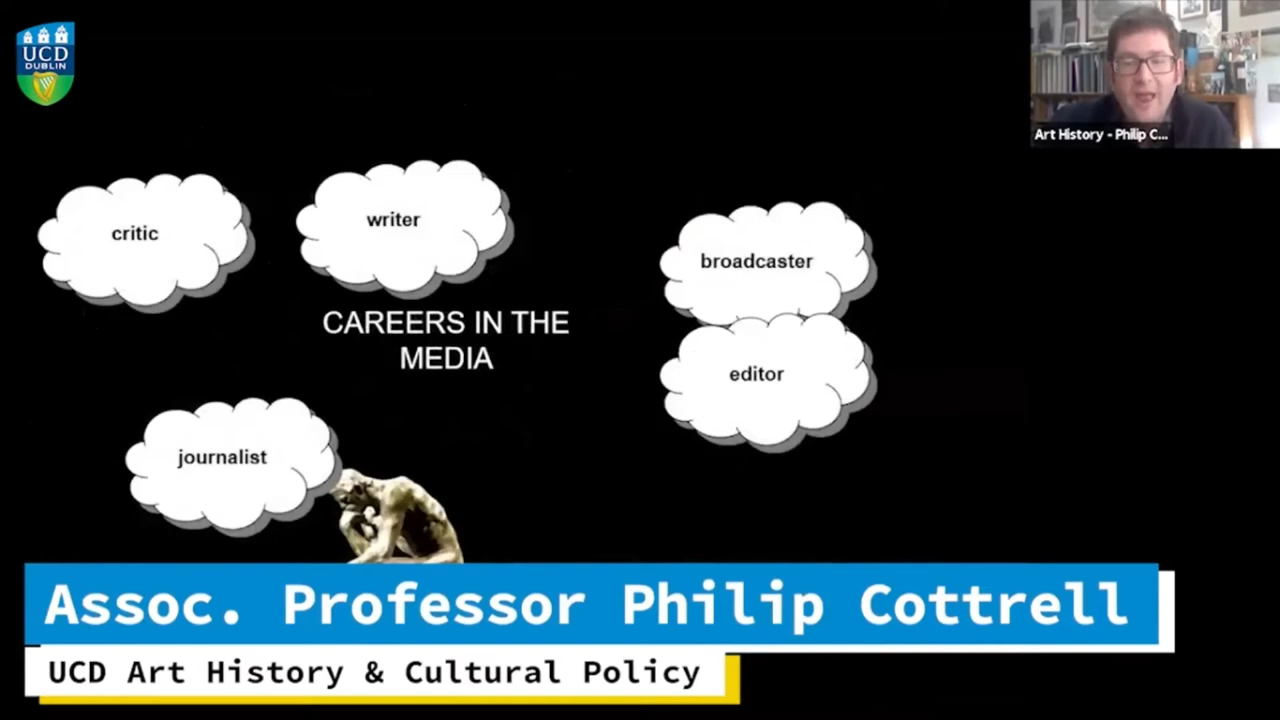 UCD
DUBLIN
Art History - Philip C...
critic
writer
broadcaster
CAREERS IN THE
MEDIA
editor
journalist
Assoc. Professor Philip Cottrell
UCD Art History & Cultural Policy